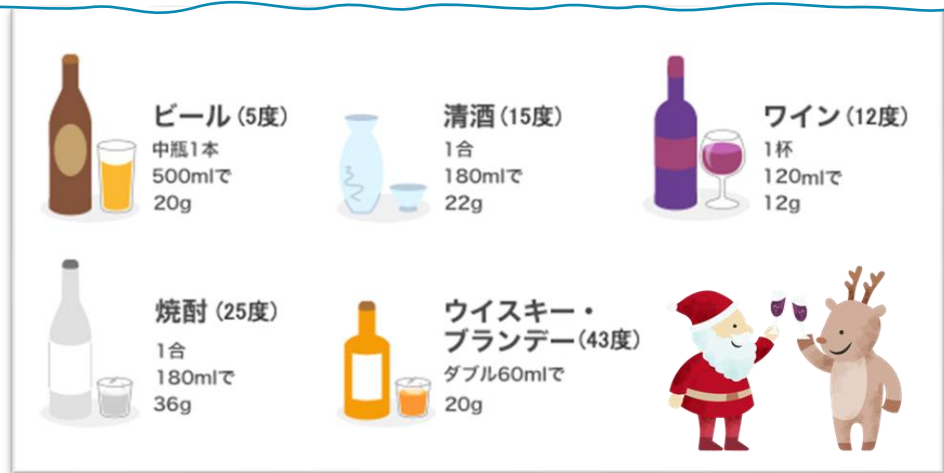 ビール（5度）
中瓶1本
500mlで
20g
清酒（15度）
1合
180mlで
22g
ワイン（12度）
1杯
120mlで
12g
焼酎（25度）
1合
180mlで
36g
ウイスキー・
ブランデー（43度）
ダブル60mlで
20g